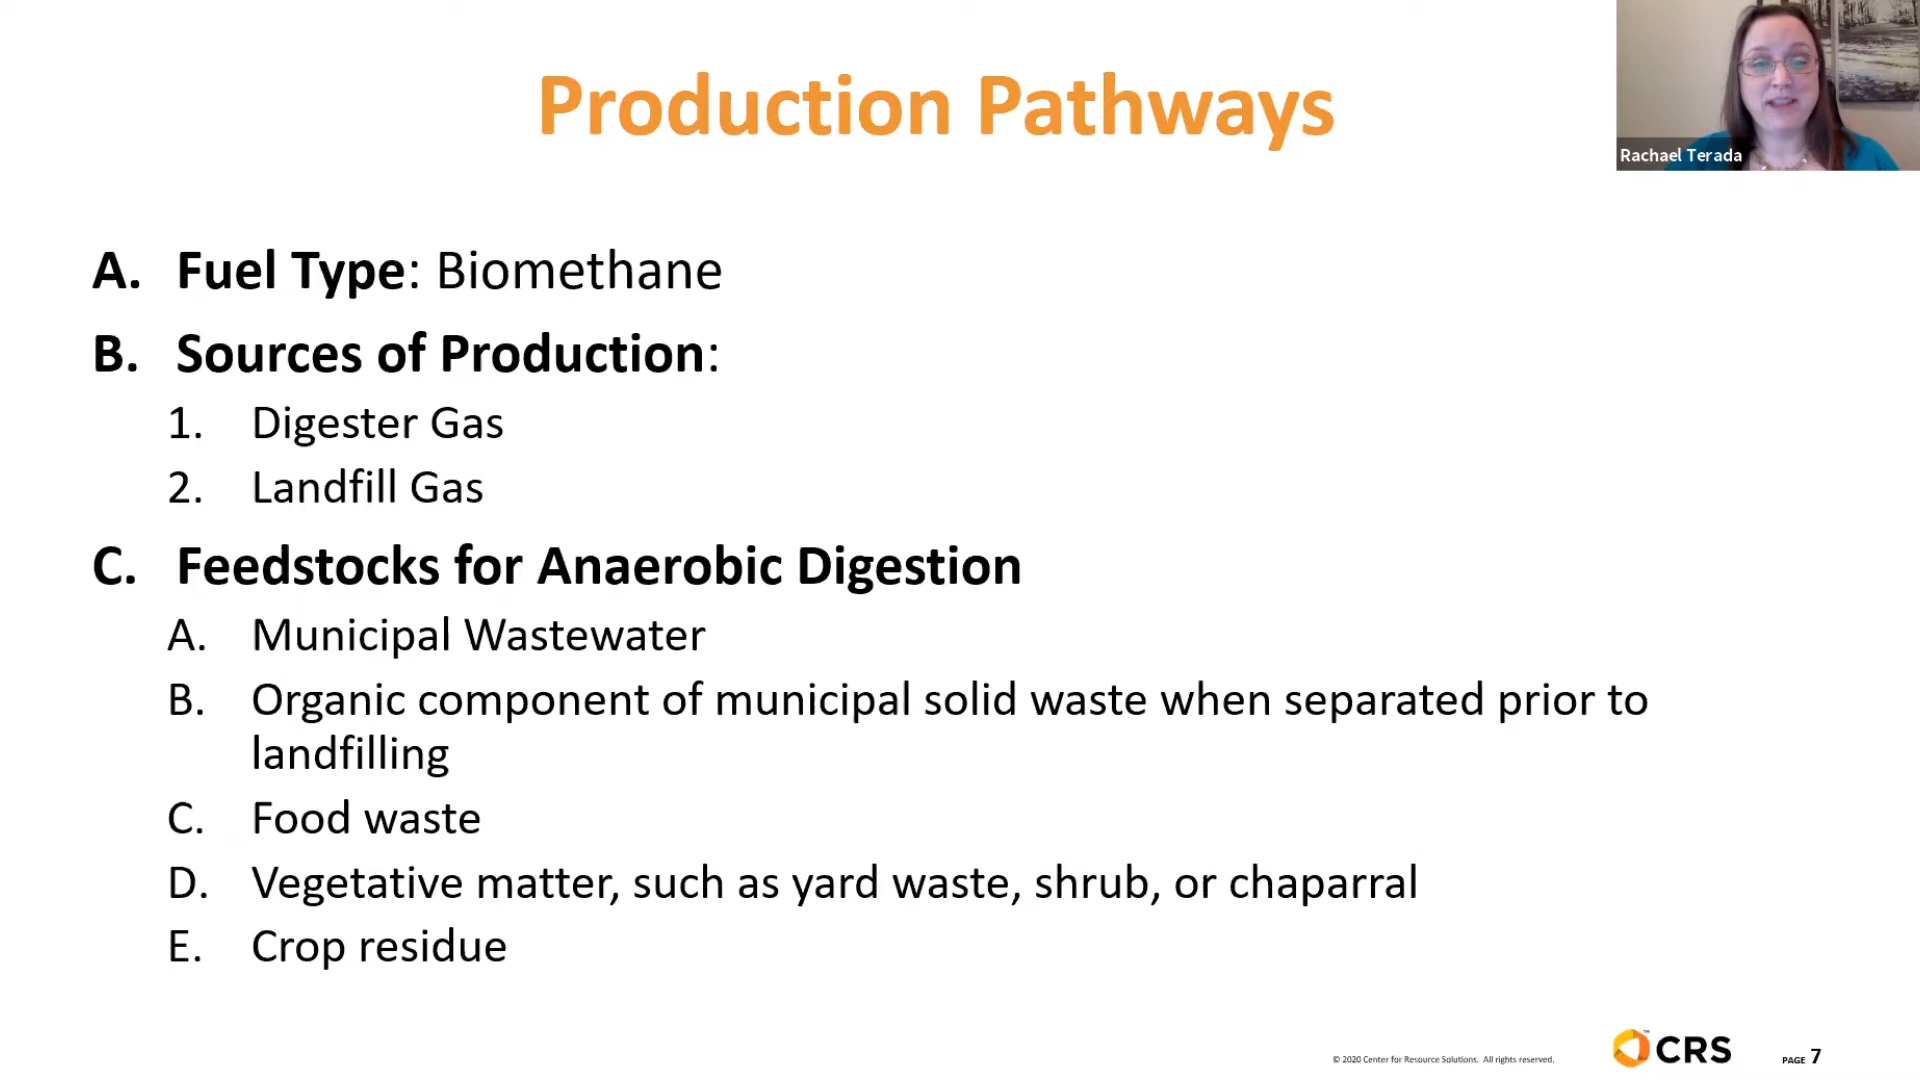 Production Pathways
Rachael Terada
A. Fuel Type: Biomethane
B. Sources of Production:
1. Digester Gas
2. Landfill Gas
C. Feedstocks for Anaerobic Digestion
A. Municipal Wastewater
B. Organic component of municipal solid waste when separated prior to
landfilling
C. Food waste
D. Vegetative matter, such as yard waste, shrub, or chaparral
E. Crop residue
© 2020 Center for Resource Solutions. All rights reserved.
CRS™
PAGE 7